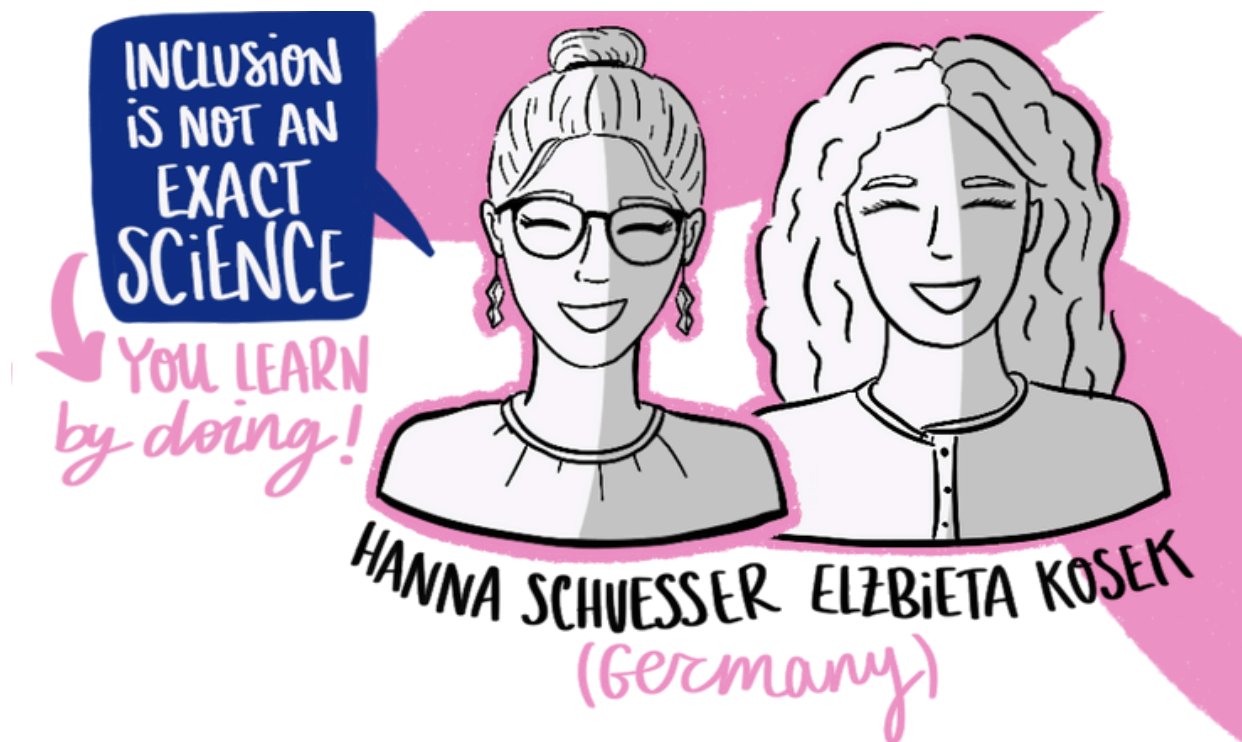 INCLUSION
iS NOT AN
EXACT
SCiENCE
YOU LEARN
by doing!
HANNA SCHUESSER ELZBiETA KOSEK
(Germany)